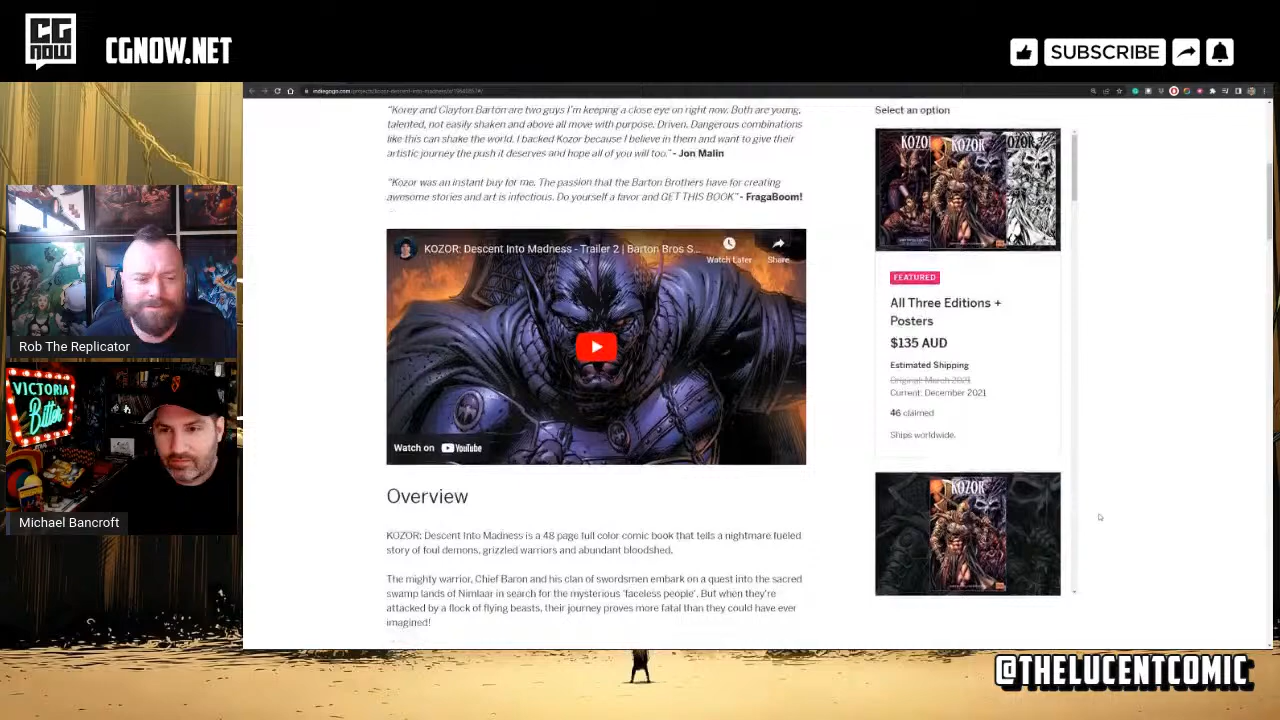 CG
NOW
CGNOW.NET
SUBSCRIBE
"Korey and Clayton Barton are two guys I'm keeping a close eye on right now. Both are young,
talented, not easily shaken and above all move with purpose. Driven. Dangerous combinations
like this can shake the world. I backed Kozor because I believe in them and want to give their
artistic journey the push it deserves and hope all of you will too." - Jon Malin
"Kozor was an instant buy for me. The passion that the Barton Brothers have for creating
awesome stories and art is infectious. Do yourself a favor and GET THIS BOOK" - FragaBoom!
KOZOR: Descent Into Madness - Trailer 2 | Barton Bros S...
Watch Later
Share
Watch on YouTube
Overview
KOZOR: Descent Into Madness is a 48 page full color comic book that tells a nightmare fueled
story of foul demons, grizzled warriors and abundant bloodshed.
The mighty warrior, Chief Baron and his clan of swordsmen embark on a quest into the sacred
swamp lands of Nimlaar in search for the mysterious 'faceless people'. But when they're
attacked by a flock of flying beasts, their journey proves more fatal than they could have ever
imagined!
Select an option
KOZOR
FEATURED
All Three Editions +
Posters
$135 AUD
Estimated Shipping
Original: March 2021
Current: December 2021
46 claimed
Ships worldwide.
KOZOR
Rob The Replicator
VICTORIA
Bitter
Michael Bancroft
@THELUCENTCOMIC